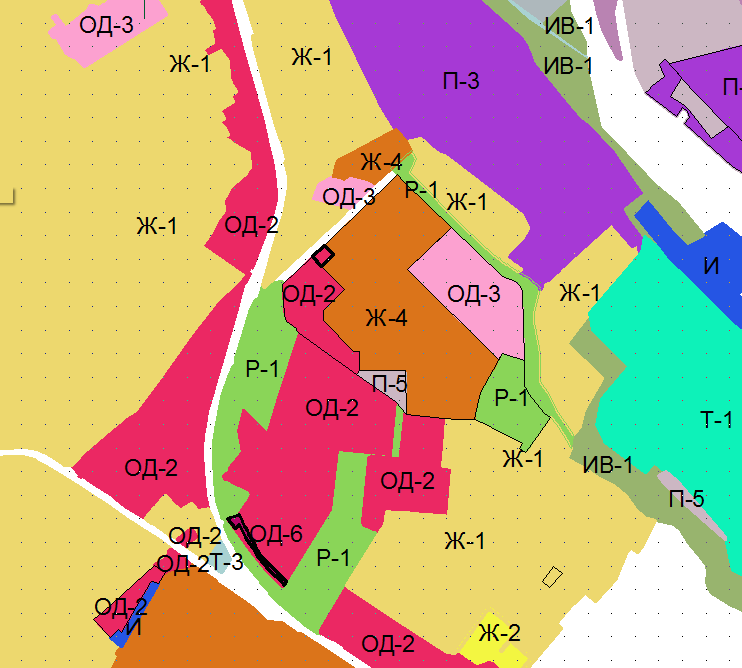 ОД-3
ИВ-1
Ж-1
Ж-1
ИВ-1
П-3
П-
Ж-4
Р-1
ОД-3
Ж-1
Ж-1
ОД-2
И
ОД-2
ОД-3
Ж-1
Ж-4
Р-1
П-5
Р-1
ОД-2
Т-1
Ж-1
ИВ-1
ОД-2
ОД-2
П-5
ОД-2
ОД-6
Ж-1
ОД-2
Т-3
Р-1
ОД-2
И
Ж-2
ОД-2